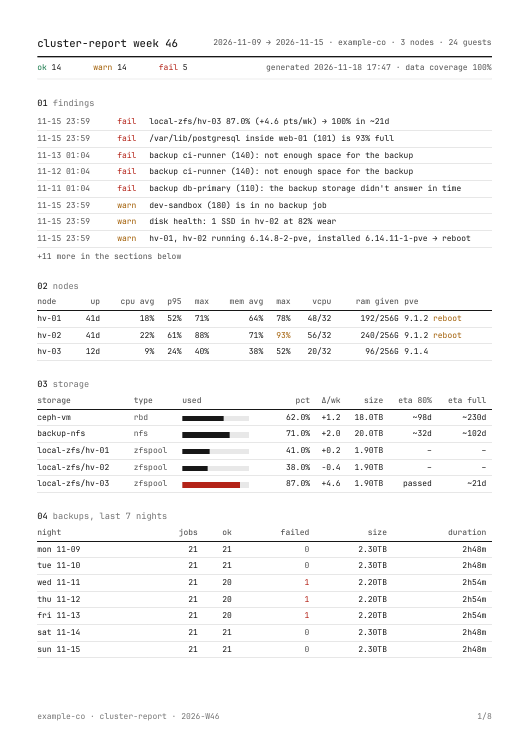 cluster-report week 46 2026-11-09 → 2026-11-15 · example-co · 3 nodes · 24 guests
ok 14 warn 14 fail 5 generated 2026-11-18 17:47 · data coverage 100%
01 findings
11-15 23:59 fail local-zfs/hv-03 87.0% (+4.6 pts/wk) → 100% in ~21d
11-15 23:59 fail /var/lib/postgresql inside web-01 (101) is 93% full
11-13 01:04 fail backup ci-runner (140): not enough space for the backup
11-12 01:04 fail backup ci-runner (140): not enough space for the backup
11-11 01:04 fail backup db-primary (110): the backup storage didn't answer in time
11-15 23:59 warn dev-sandbox (180) is in no backup job
11-15 23:59 warn disk health: 1 SSD in hv-02 at 82% wear
11-15 23:59 warn hv-01, hv-02 running 6.14.8-2-pve, installed 6.14.11-1-pve → reboot
+11 more in the sections below
02 nodes
node up cpu avg p95 max mem avg max vcpu ram given pve
hv-01 41d 18% 52% 71% 64% 78% 48/32 192/256G 9.1.2 reboot
hv-02 41d 22% 61% 88% 71% 93% 56/32 240/256G 9.1.2 reboot
hv-03 12d 9% 24% 40% 38% 52% 20/32 96/256G 9.1.4
03 storage
storage type used pct Δ/wk size eta 80% eta full
ceph-vm rbd 62.0% +1.2 18.0TB ~98d ~230d
backup-nfs nfs 71.0% +2.0 20.0TB ~32d ~102d
local-zfs/hv-01 zfspool 41.0% +0.2 1.90TB – –
local-zfs/hv-02 zfspool 38.0% -0.4 1.90TB – –
local-zfs/hv-03 zfspool 87.0% +4.6 1.90TB passed ~21d
04 backups, last 7 nights
night jobs ok failed size duration
mon 11-09 21 21 0 2.30TB 2h48m
tue 11-10 21 21 0 2.30TB 2h48m
wed 11-11 21 20 1 2.20TB 2h54m
thu 11-12 21 20 1 2.20TB 2h54m
fri 11-13 21 20 1 2.20TB 2h54m
sat 11-14 21 21 0 2.30TB 2h48m
sun 11-15 21 21 0 2.30TB 2h48m
example-co · cluster-report · 2026-W46 1/8